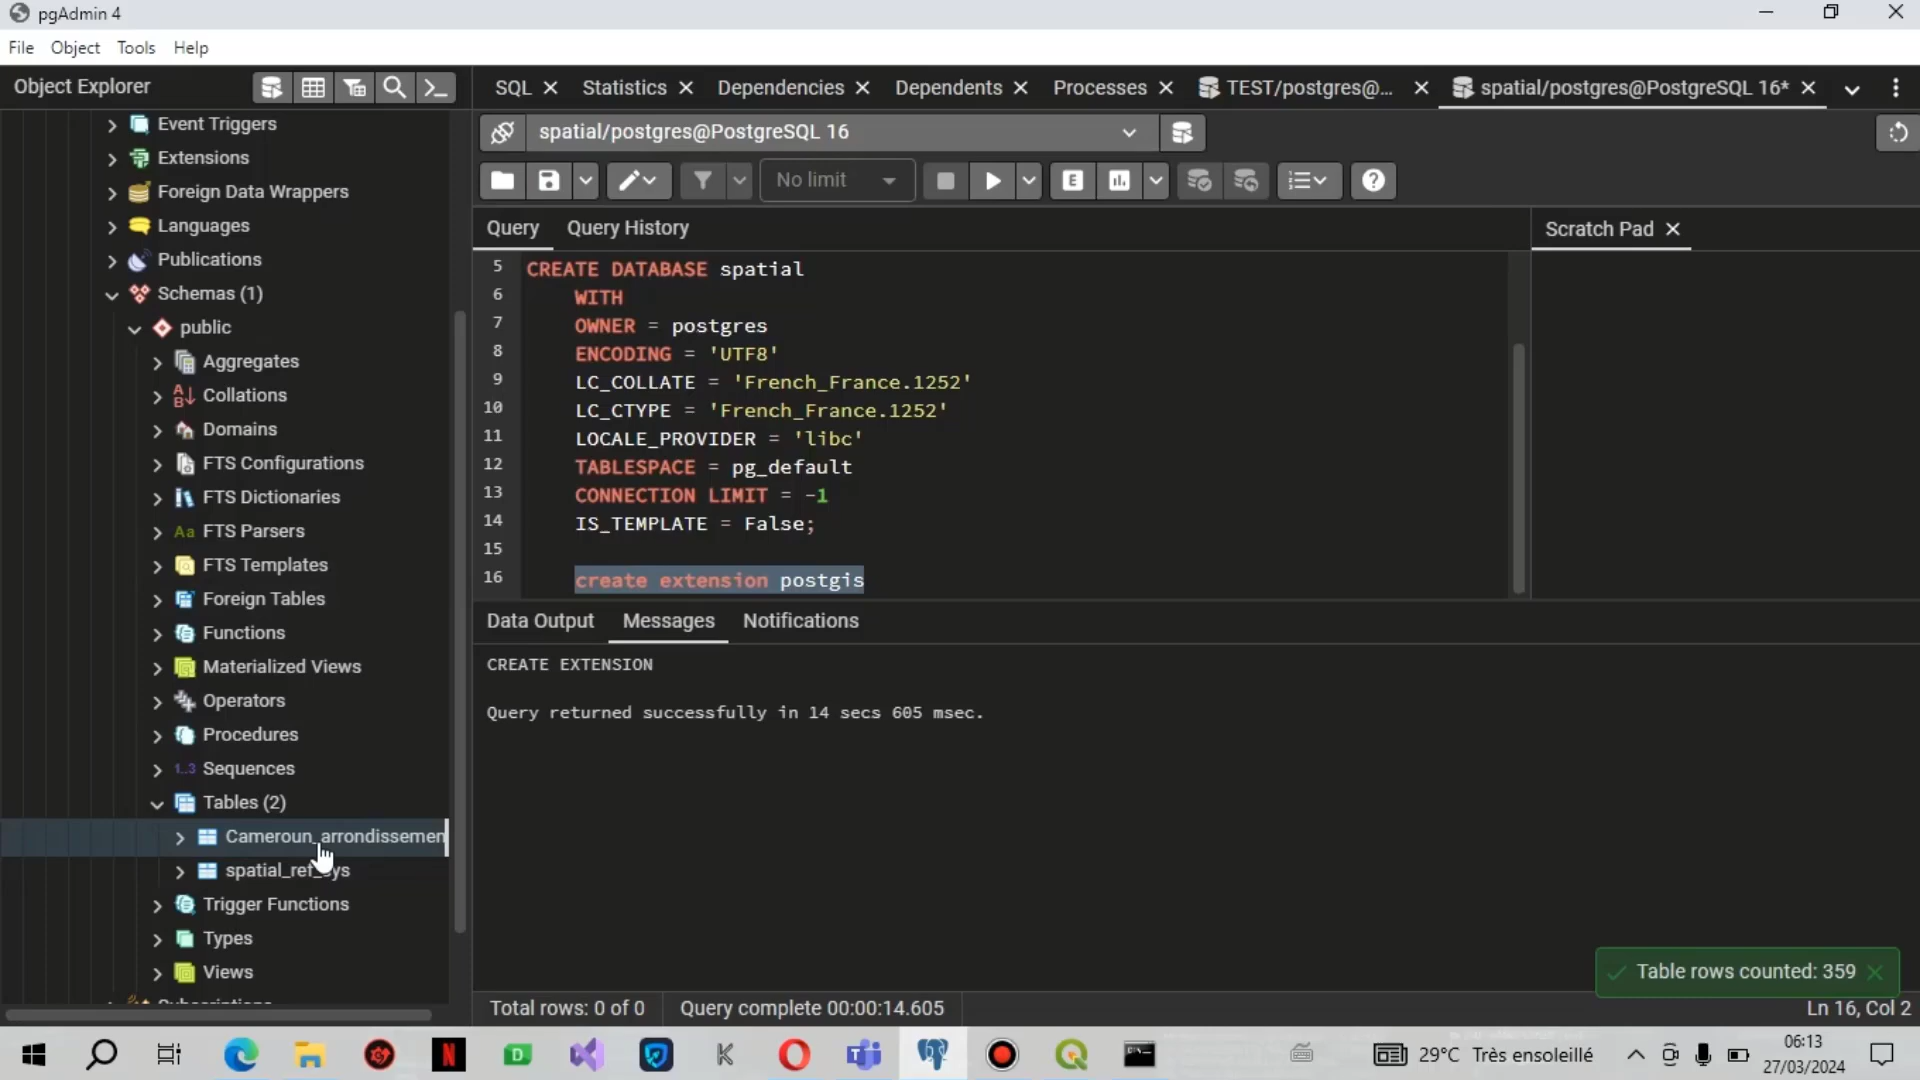 pgAdmin 4
File Object Tools Help
Object Explorer
SQL Statistics Dependencies Dependents Processes TEST/postgres@... spatial/postgres@PostgreSQL 16*
Event Triggers
Extensions
Foreign Data Wrappers
Languages
Publications
Schemas (1)
public
Aggregates
Collations
Domains
FTS Configurations
FTS Dictionaries
Aa FTS Parsers
FTS Templates
Foreign Tables
Functions
Materialized Views
Operators
Procedures
1..3 Sequences
Tables (2)
Cameroun_arrondissemen
spatial_ref_sys
Trigger Functions
Types
Views
Subscriptions
spatial/postgres@PostgreSQL 16
No limit
E
Query Query History
Scratch Pad
5 CREATE DATABASE spatial
6 WITH
7 OWNER = postgres
8 ENCODING = 'UTF8'
9 LC_COLLATE = 'French_France.1252'
10 LC_CTYPE = 'French_France.1252'
11 LOCALE_PROVIDER = 'libc'
12 TABLESPACE = pg_default
13 CONNECTION LIMIT = -1
14 IS_TEMPLATE = False;
15
16 create extension postgis
Data Output Messages Notifications
CREATE EXTENSION
Query returned successfully in 14 secs 605 msec.
Table rows counted: 359
Total rows: 0 of 0 Query complete 00:00:14.605 Ln 16, Col 2
29°C Très ensoleillé
06:13
27/03/2024